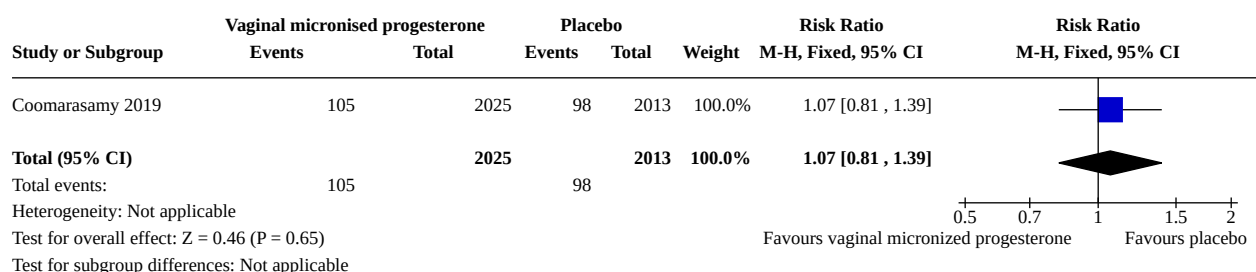 Vaginal micronised progesterone Placebo Risk Ratio Risk Ratio
Study or Subgroup Events Total Events Total Weight M-H, Fixed, 95% CI M-H, Fixed, 95% CI
Coomarasamy 2019 105 2025 98 2013 100.0% 1.07 [0.81 , 1.39]
Total (95% CI) 2025 2013 100.0% 1.07 [0.81 , 1.39]
Total events: 105 98
Heterogeneity: Not applicable 0.5 0.7 1 1.5 2
Test for overall effect: Z = 0.46 (P = 0.65) Favours vaginal micronized progesterone Favours placebo
Test for subgroup differences: Not applicable